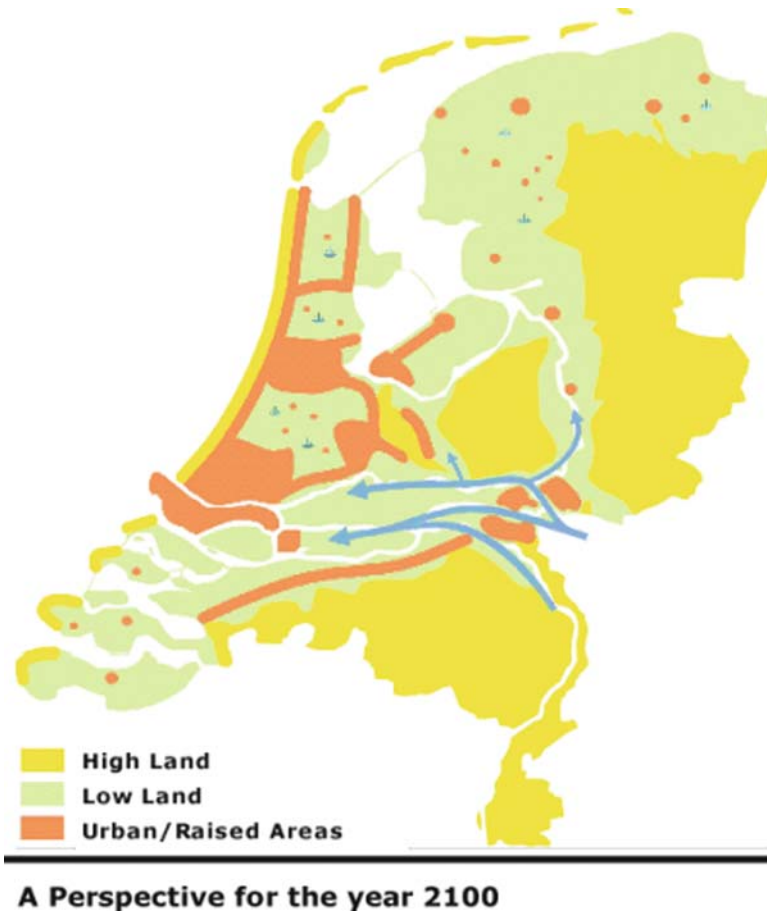 High Land
Low Land
Urban/Raised Areas
A Perspective for the year 2100